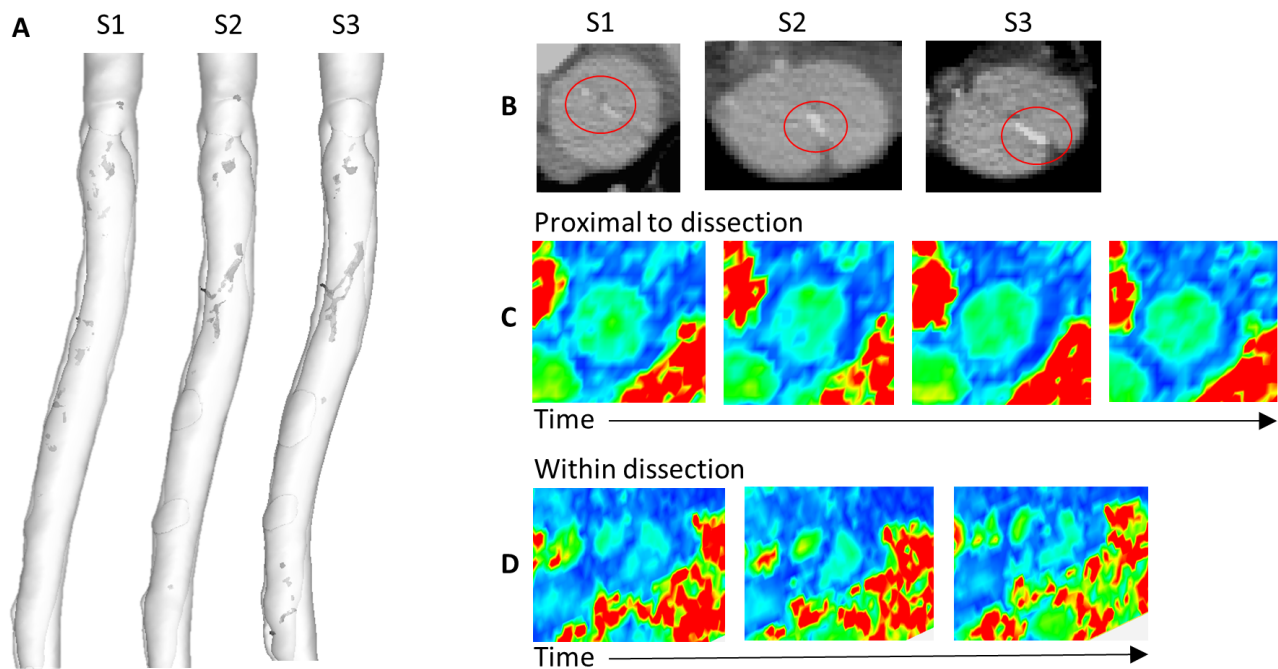 A
S1 S2 S3
S1 S2 S3
B
Proximal to dissection
C
Time
Within dissection
D
Time